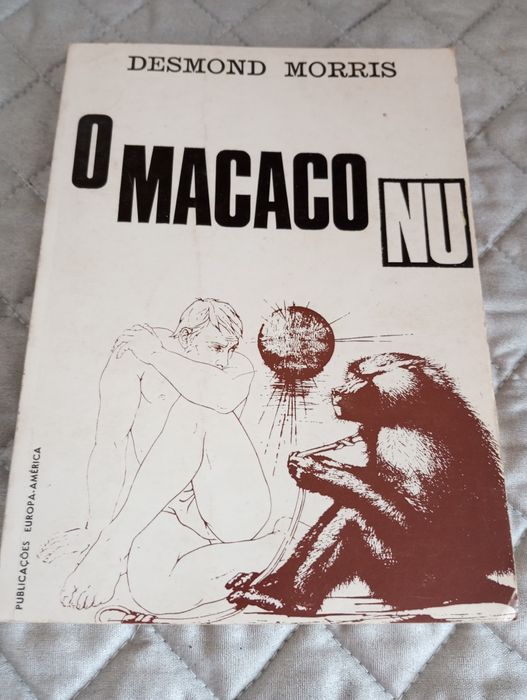 DESMOND MORRIS
O MACACO NU
PUBLICAÇÕES EUROPA-AMÉRICA